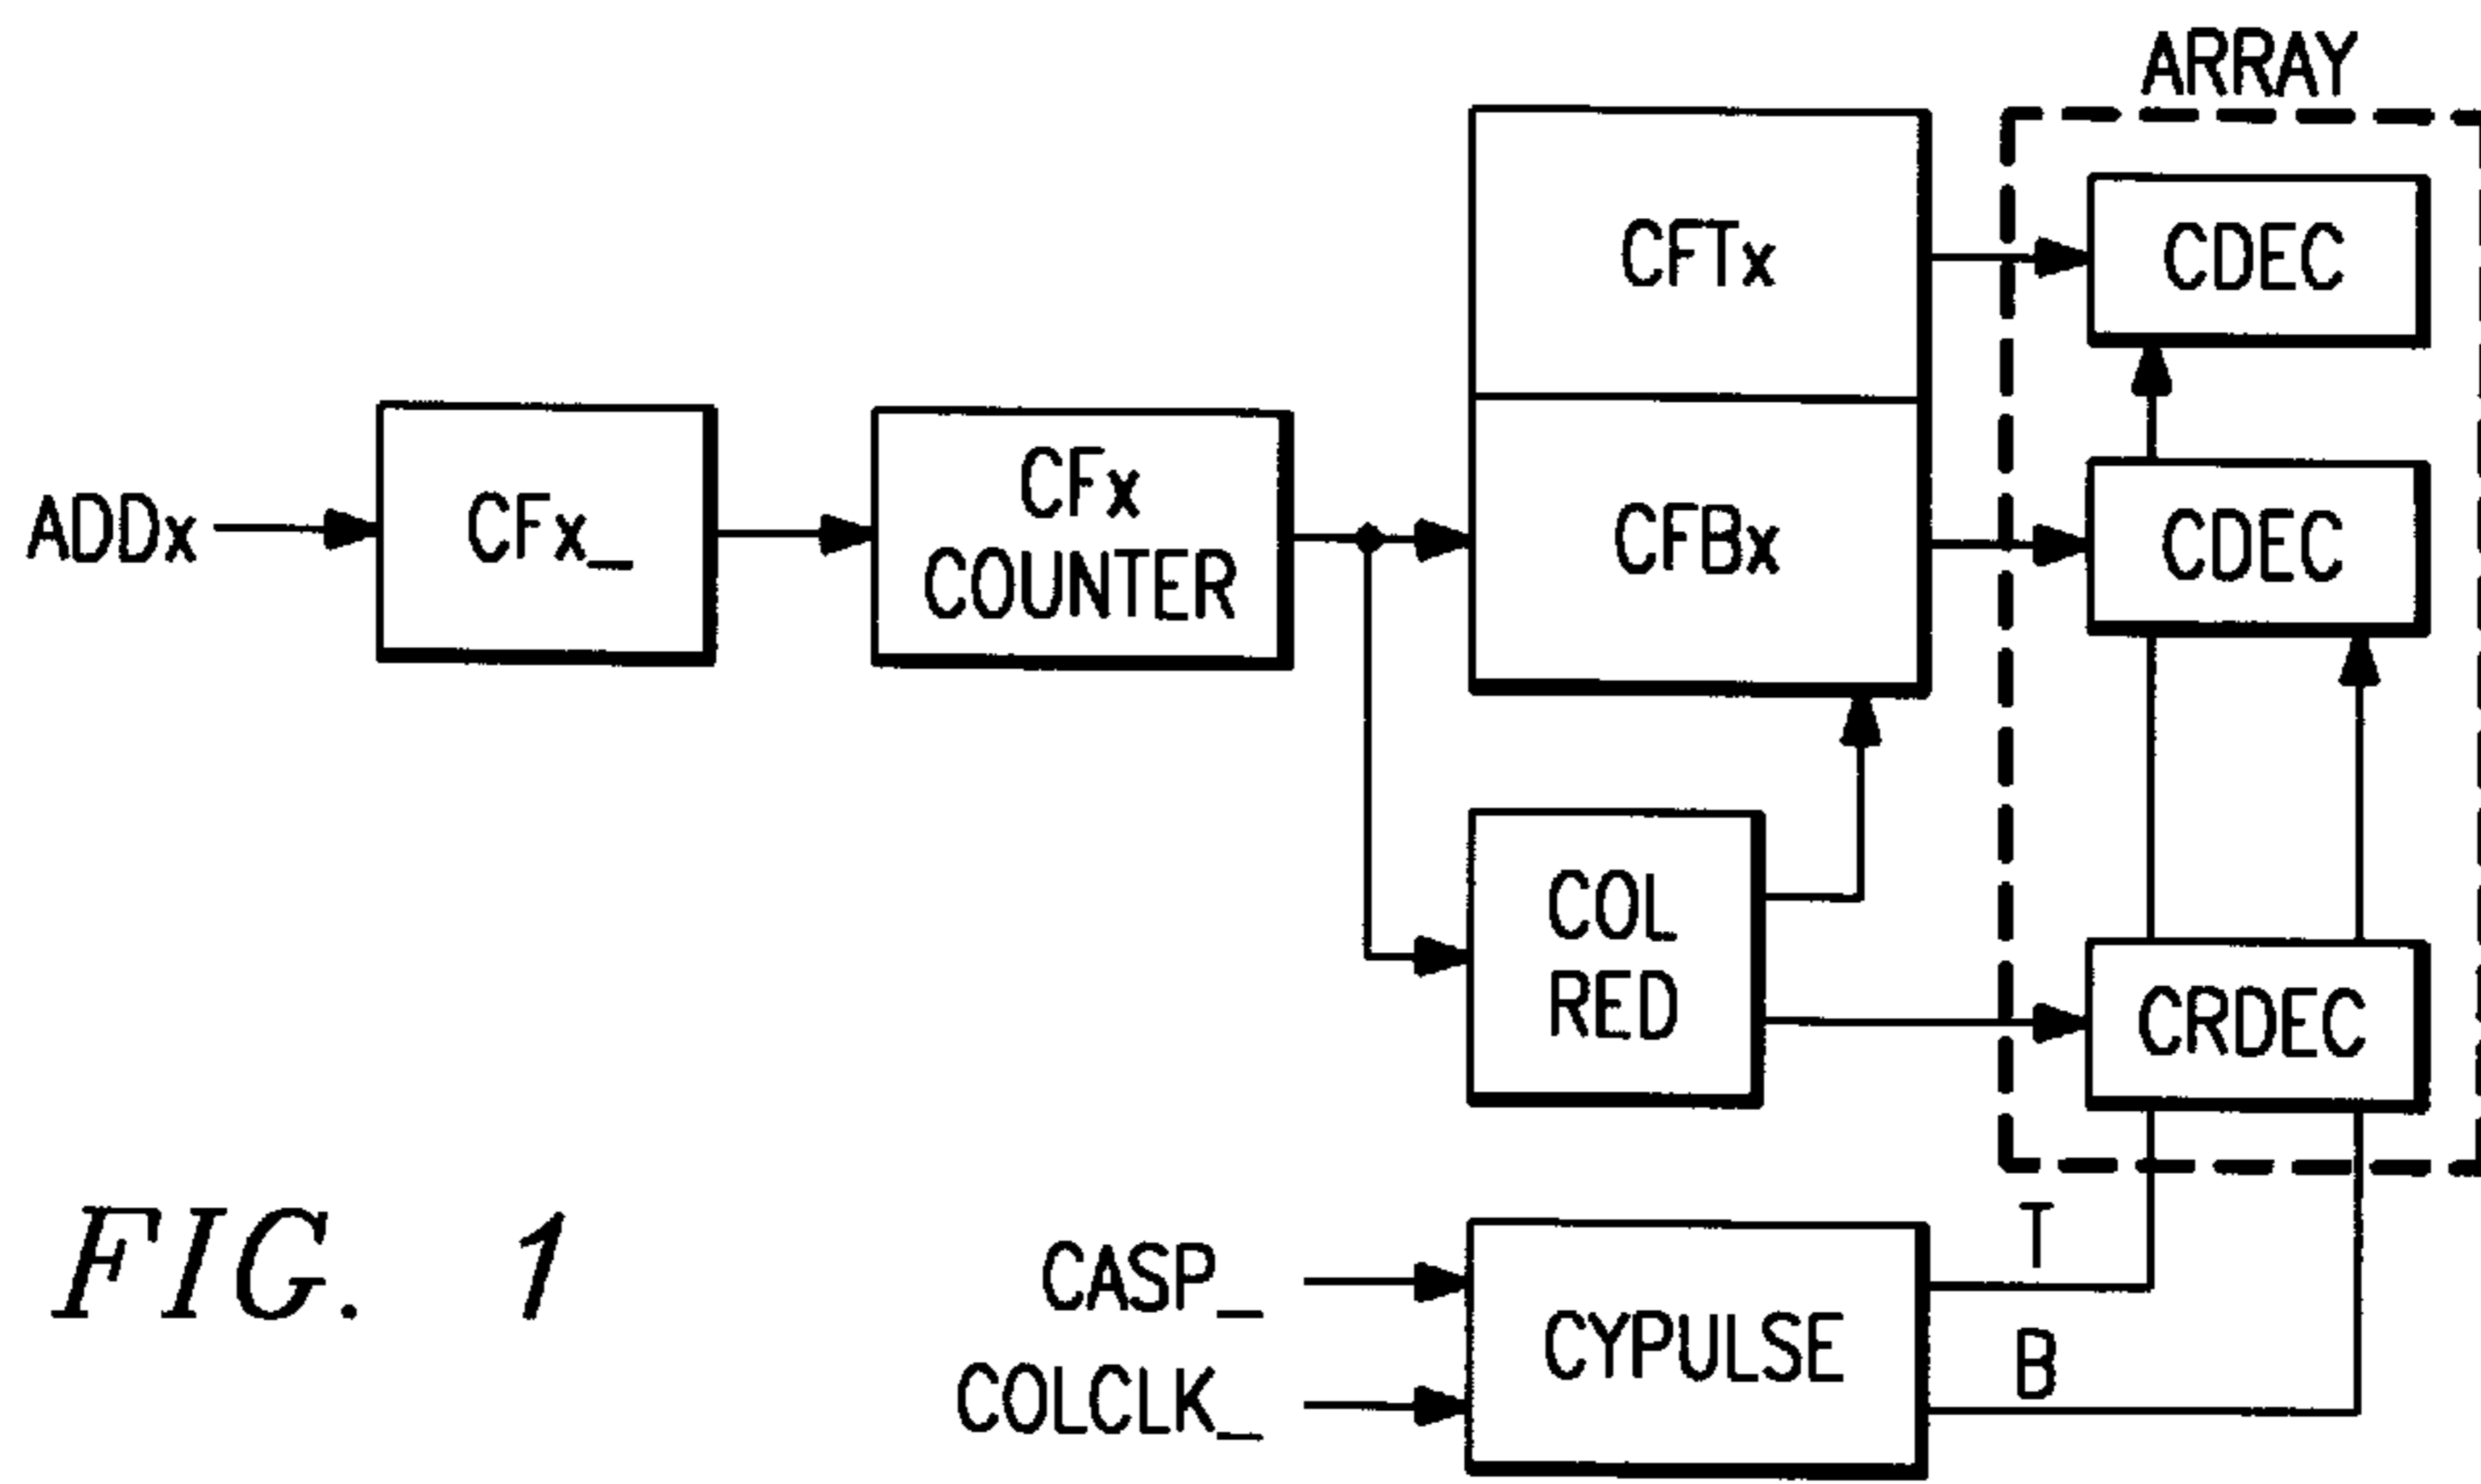 ARRAY
CFTx
CDEC
ADDx
CFx_
CFx
COUNTER
CFBx
CDEC
COL
RED
CRDEC
T
CASP_
CYPULSE
B
COLCLK_
FIG. 1